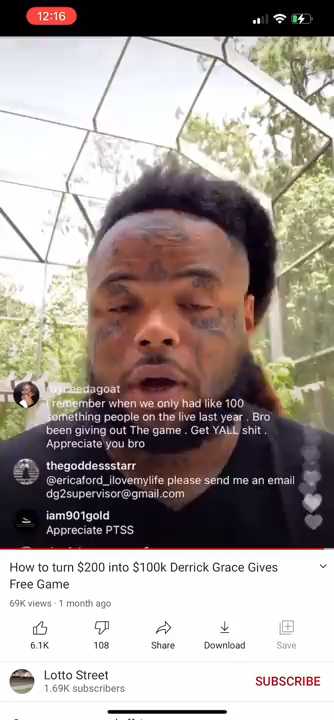 12:16
royceedagoat
I remember when we only had like 100
something people on the live last year . Bro
been giving out The game . Get YALL shit .
Appreciate you bro
thegoddessstarr
@ericaford_ilovemylife please send me an email
dg2supervisor@gmail.com
iam901gold
Appreciate PTSS
How to turn $200 into $100k Derrick Grace Gives
Free Game
69K views · 1 month ago
6.1K
108
Share
Download
Save
Lotto Street
1.69K subscribers
SUBSCRIBE